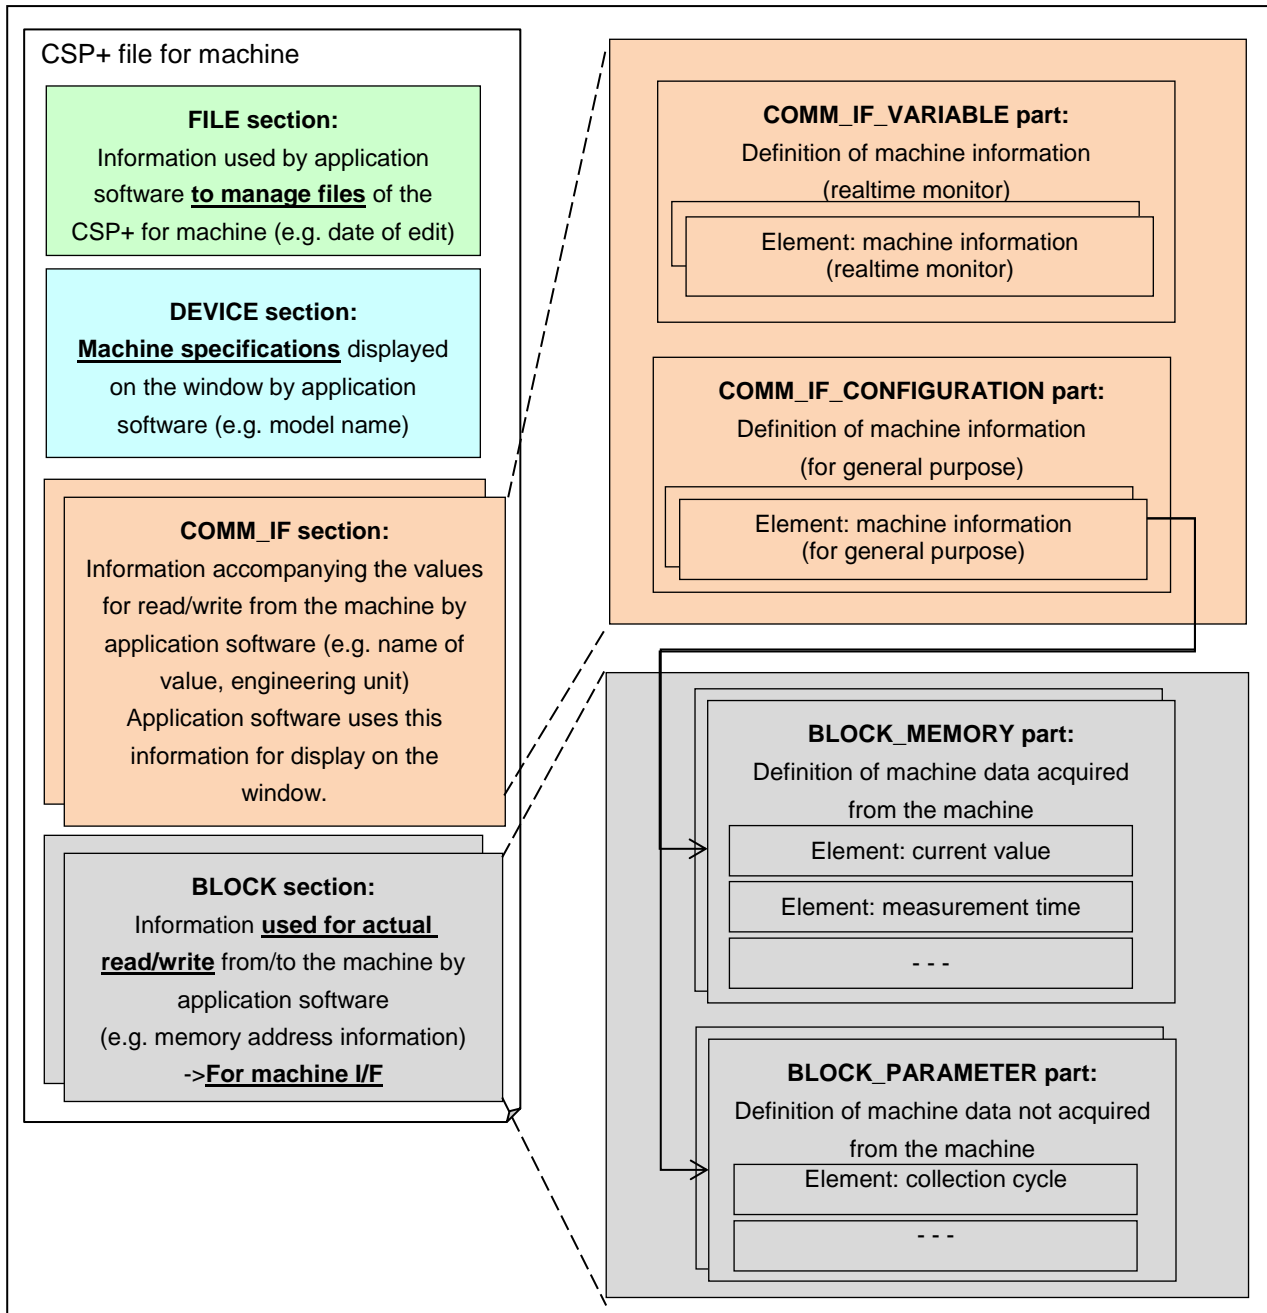 CSP+ file for machine
FILE section:
Information used by application
software to manage files of the
CSP+ for machine (e.g. date of edit)
DEVICE section:
Machine specifications displayed
on the window by application
software (e.g. model name)
COMM_IF section:
Information accompanying the values
for read/write from the machine by
application software (e.g. name of
value, engineering unit)
Application software uses this
information for display on the
window.
BLOCK section:
Information used for actual
read/write from/to the machine by
application software
(e.g. memory address information)
->For machine I/F
COMM_IF_VARIABLE part:
Definition of machine information
(realtime monitor)
Element: machine information
(realtime monitor)
COMM_IF_CONFIGURATION part:
Definition of machine information
(for general purpose)
Element: machine information
(for general purpose)
BLOCK_MEMORY part:
Definition of machine data acquired
from the machine
Element: current value
Element: measurement time
- - -
BLOCK_PARAMETER part:
Definition of machine data not acquired
from the machine
Element: collection cycle
- - -